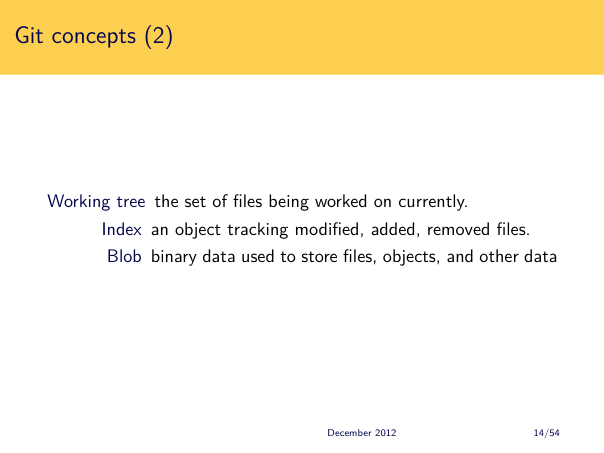 Git concepts (2)
Working tree the set of files being worked on currently.
Index an object tracking modified, added, removed files.
Blob binary data used to store files, objects, and other data
December 2012 14/54